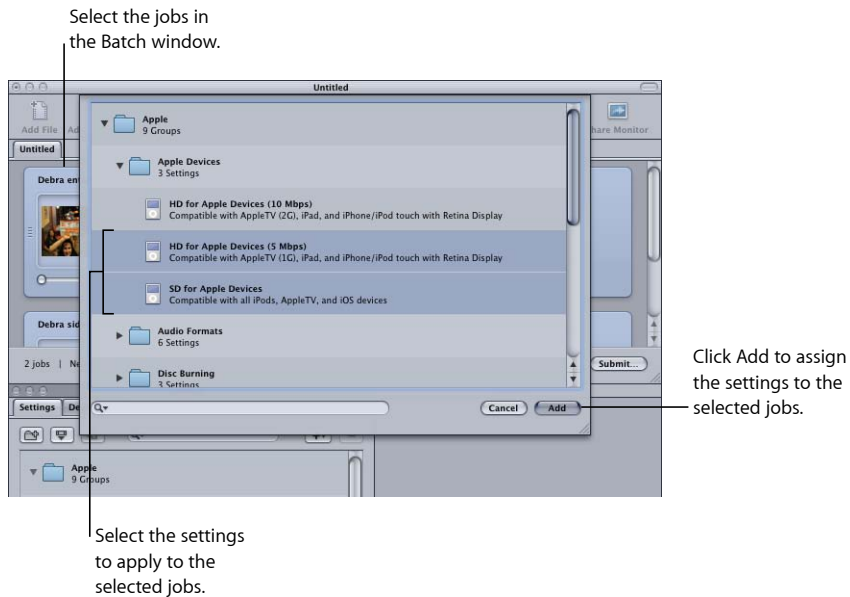 Select the jobs in
the Batch window.
Untitled
Add File
Share Monitor
Untitled
Apple
9 Groups
Apple Devices
3 Settings
HD for Apple Devices (10 Mbps)
Compatible with AppleTV (2G), iPad, and iPhone/iPod touch with Retina Display
HD for Apple Devices (5 Mbps)
Compatible with AppleTV (1G), iPad, and iPhone/iPod touch with Retina Display
SD for Apple Devices
Compatible with all iPods, AppleTV, and iOS devices
Audio Formats
6 Settings
Disc Burning
3 Settings
Debra
Debra
2 jobs |
Submit...
Cancel
Add
Settings
Apple
9 Groups
Click Add to assign
the settings to the
selected jobs.
Select the settings
to apply to the
selected jobs.